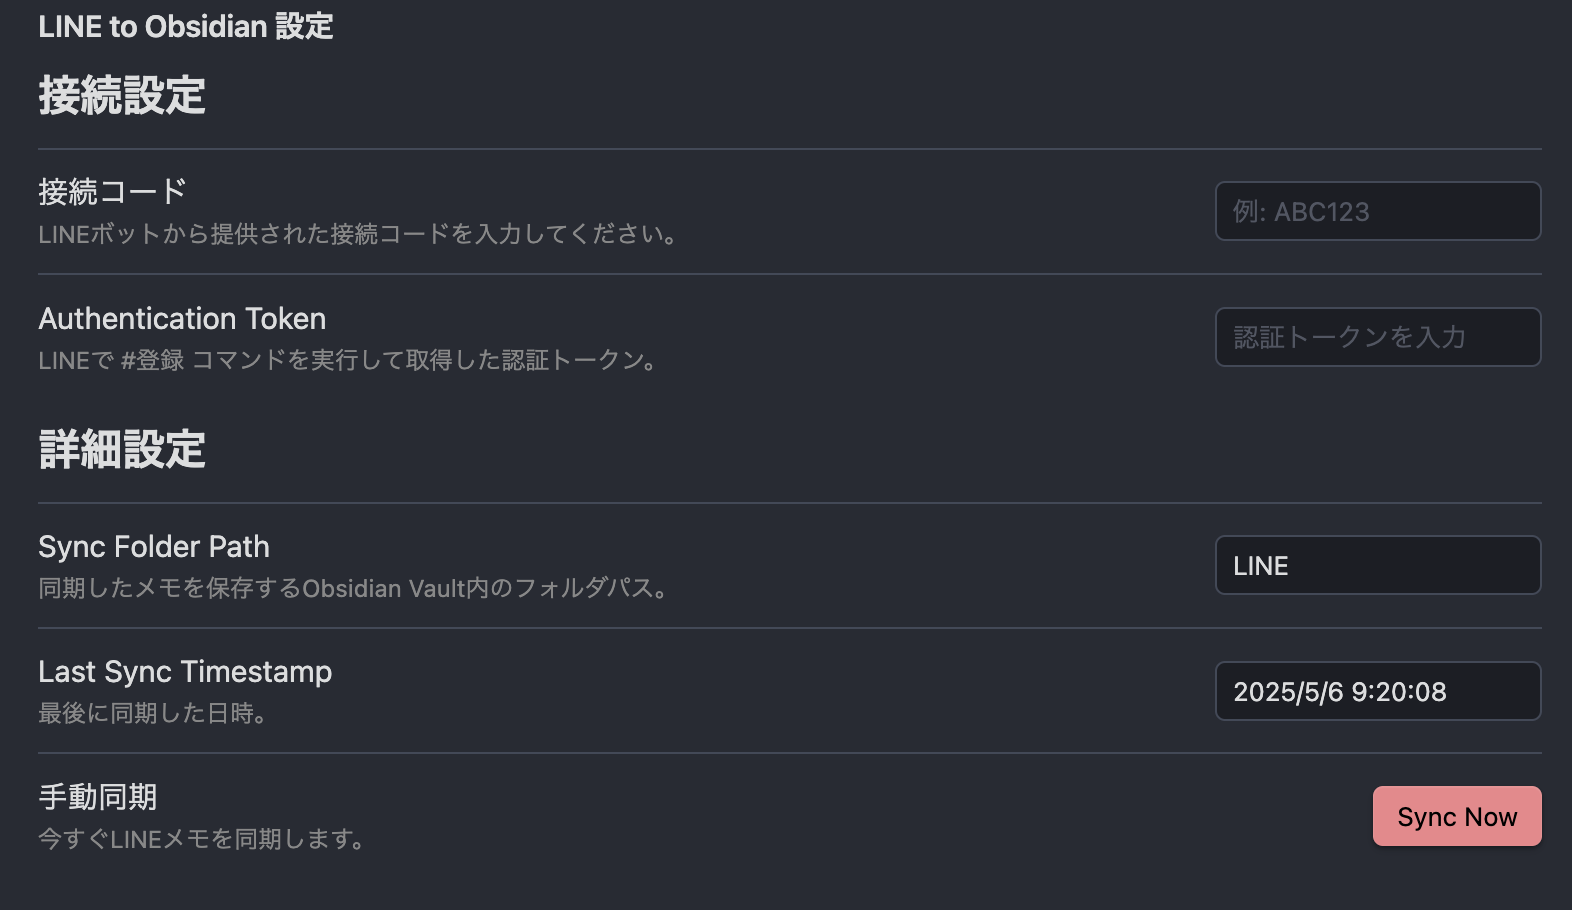 LINE to Obsidian 設定
接続設定
接続コード
LINEボットから提供された接続コードを入力してください。
例: ABC123
Authentication Token
LINEで #登録 コマンドを実行して取得した認証トークン。
認証トークンを入力
詳細設定
Sync Folder Path
同期したメモを保存するObsidian Vault内のフォルダパス。
LINE
Last Sync Timestamp
最後に同期した日時。
2025/5/6 9:20:08
手動同期
今すぐLINEメモを同期します。
Sync Now